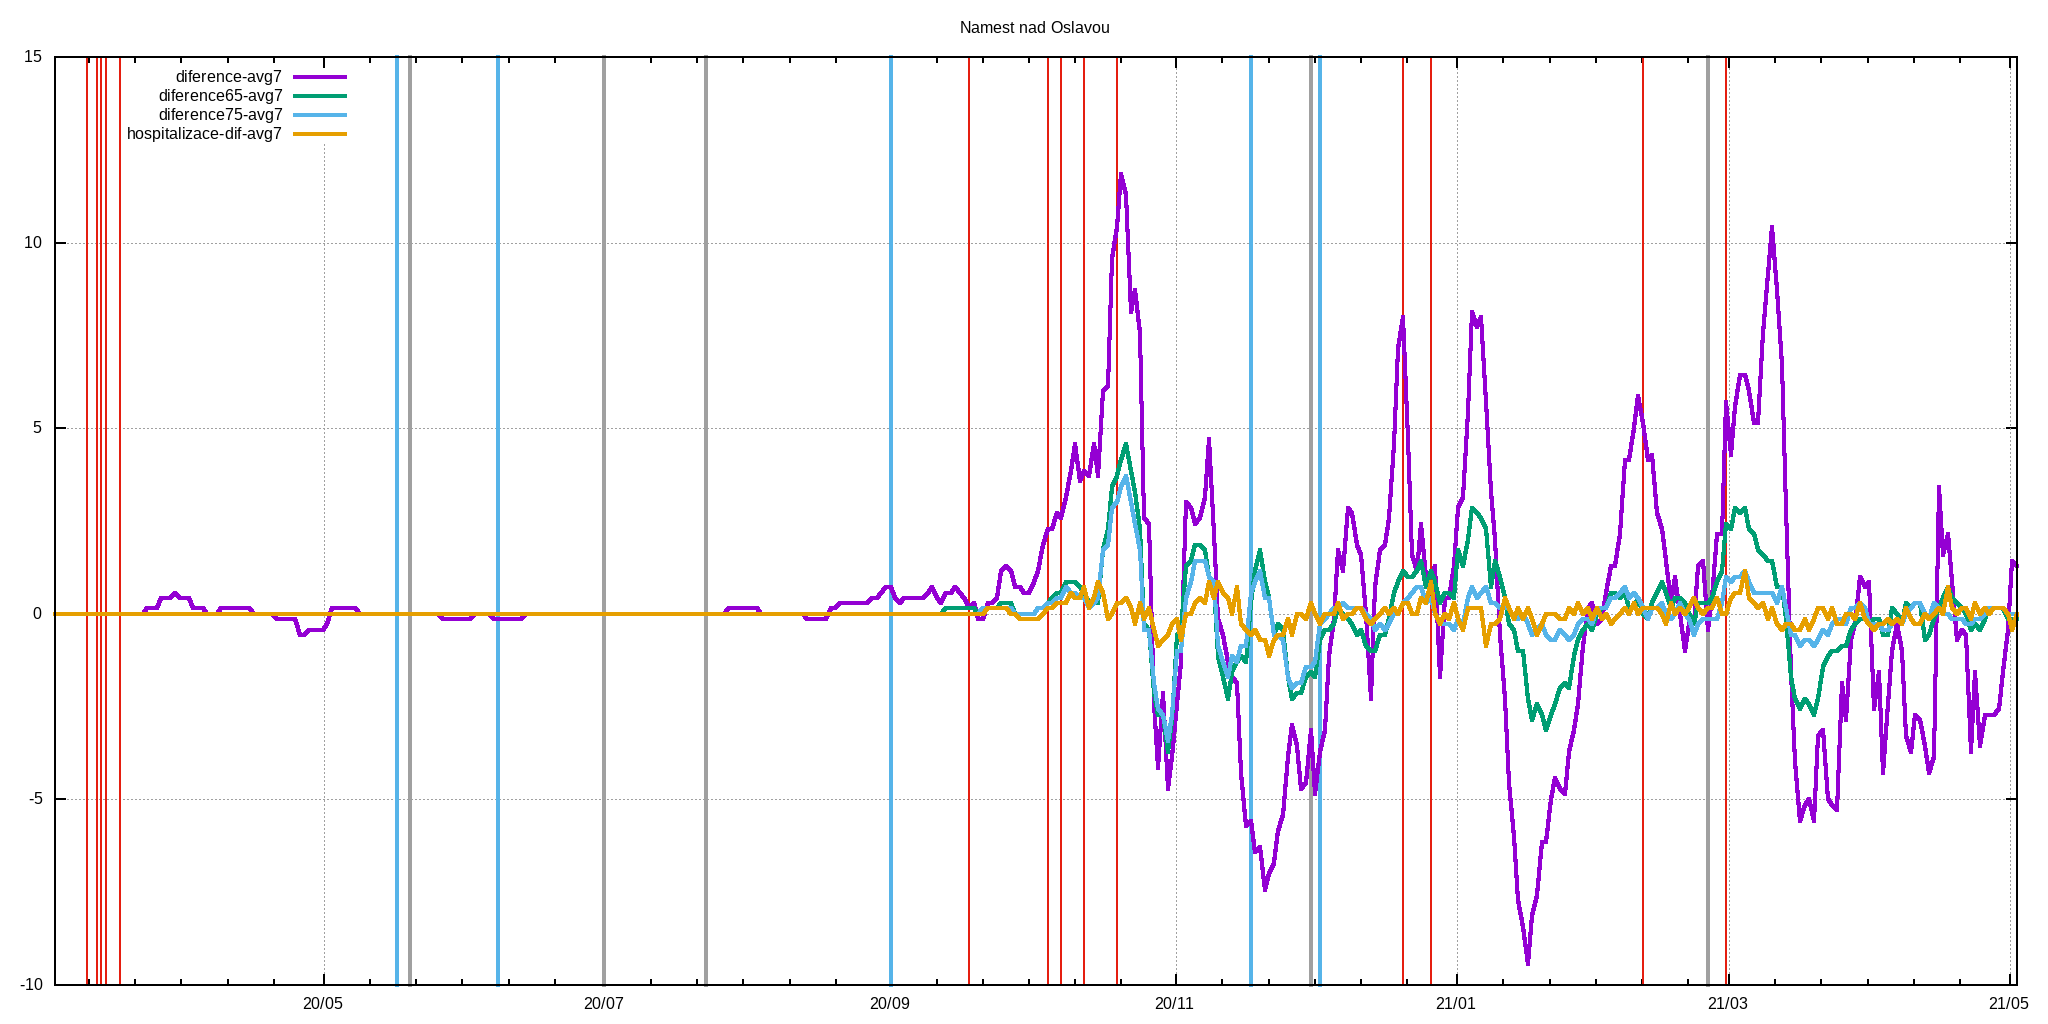 Namest nad Oslavou
15
10
5
0
-5
-10
diference-avg7
diference65-avg7
diference75-avg7
hospitalizace-dif-avg7
20/05
20/07
20/09
20/11
21/01
21/03
21/05